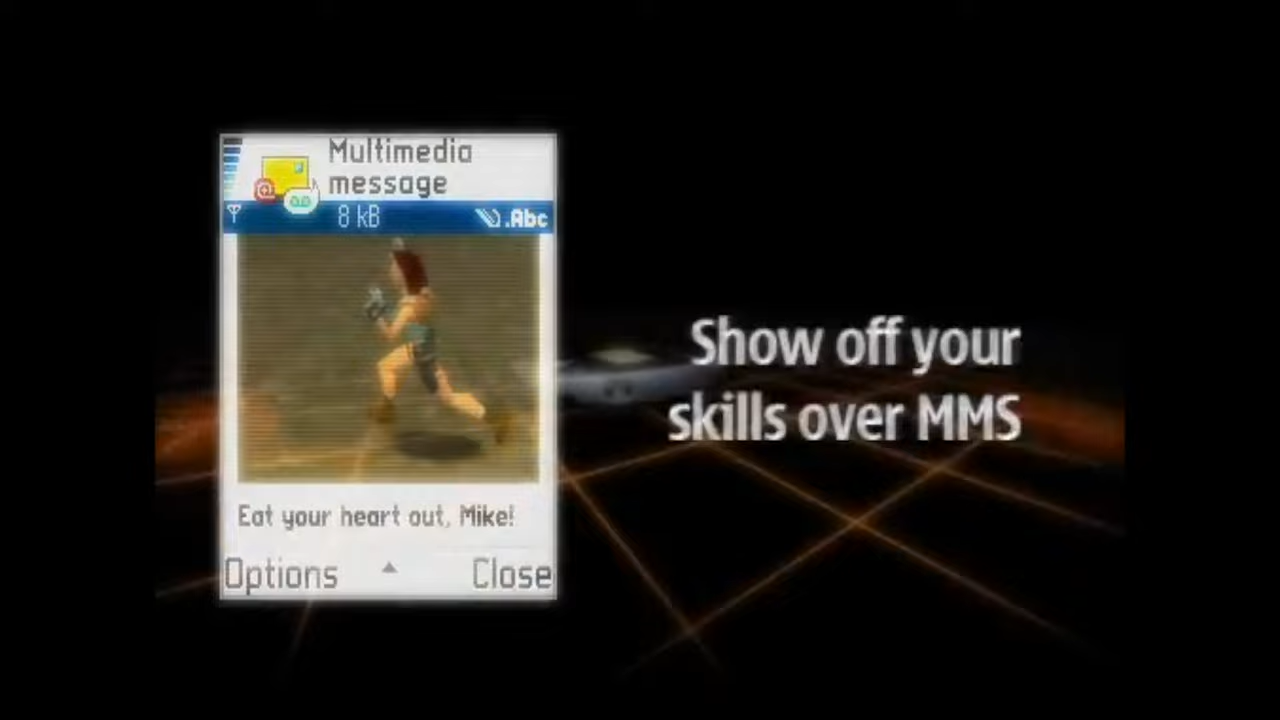 Multimedia
message
8 kB
.Abc
Show off your
skills over MMS
Eat your heart out, Mike!
Options
Close